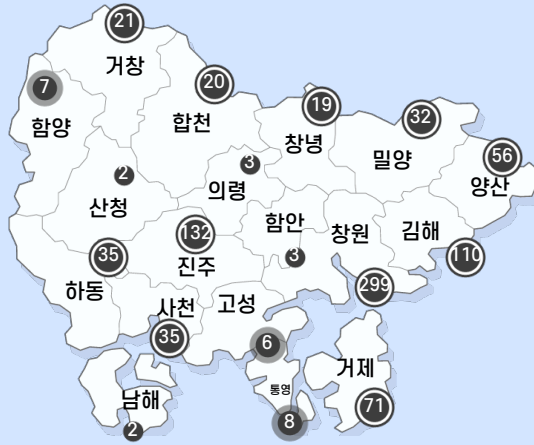 21
거창
7
20
함양
합천
19
창녕
32
밀양
56
양산
2
산청
3
의령
함안
3
창원
김해
110
132
진주
35
하동
299
사천
35
고성
6
통영
8
거제
71
남해
2